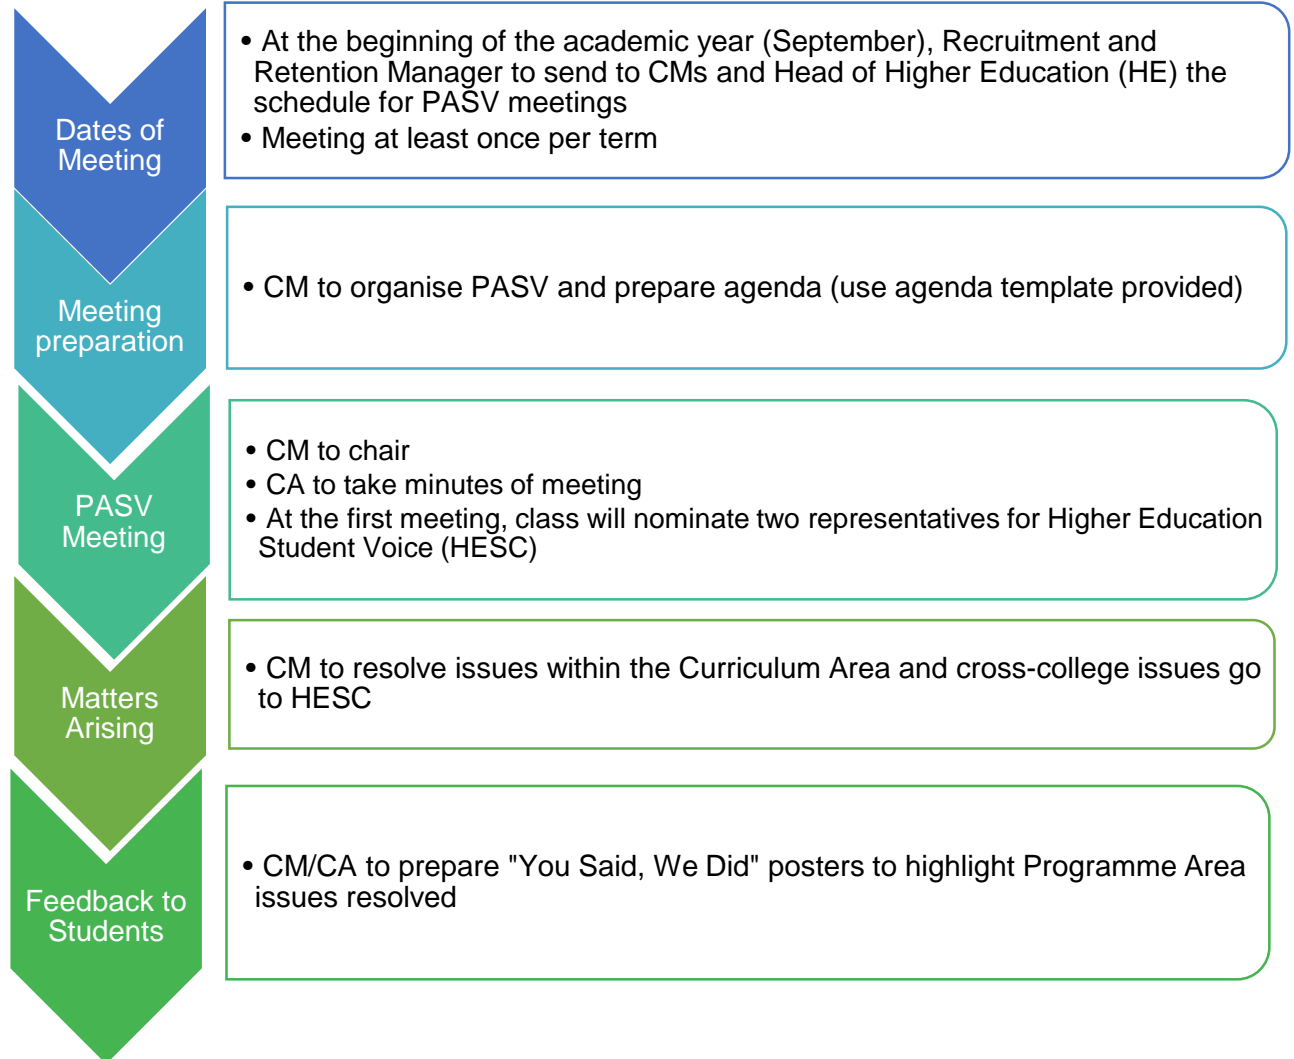 Dates of
Meeting
• At the beginning of the academic year (September), Recruitment and
Retention Manager to send to CMs and Head of Higher Education (HE) the
schedule for PASV meetings
• Meeting at least once per term
Meeting
preparation
• CM to organise PASV and prepare agenda (use agenda template provided)
PASV
Meeting
• CM to chair
• CA to take minutes of meeting
• At the first meeting, class will nominate two representatives for Higher Education
Student Voice (HESC)
Matters
Arising
• CM to resolve issues within the Curriculum Area and cross-college issues go
to HESC
Feedback to
Students
• CM/CA to prepare "You Said, We Did" posters to highlight Programme Area
issues resolved